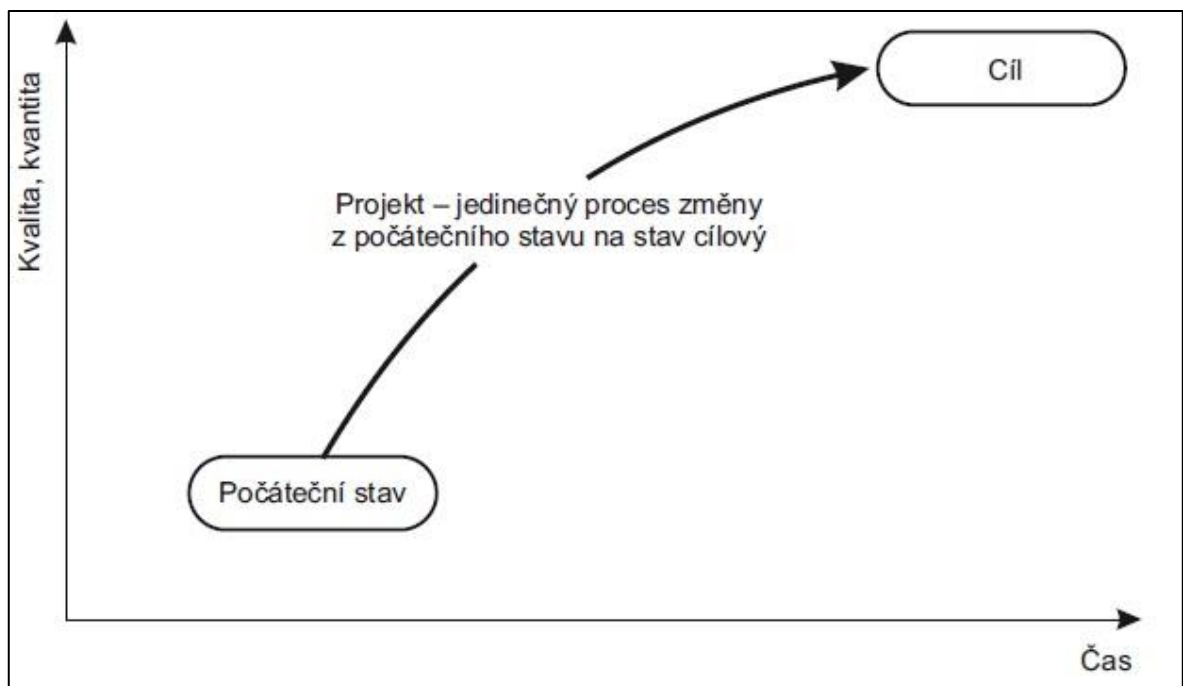 Kvalita, kvantita
Cíl
Projekt – jedinečný proces změny
z počátečního stavu na stav cílový
Počáteční stav
Čas